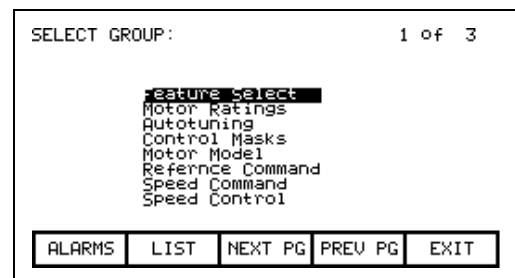 SELECT GROUP: 1 of 3
Feature Select
Motor Ratings
Autotuning
Control Masks
Motor Model
Refernce Command
Speed Command
Speed Control
ALARMS LIST NEXT PG PREV PG EXIT